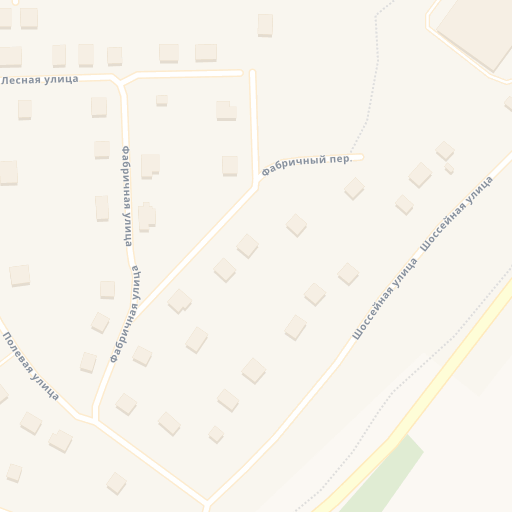 Лесная улица
Фабричный пер.
Фабричная улица
Шоссейная улица
Шоссейная улица
Фабричная улица
Полевая улица